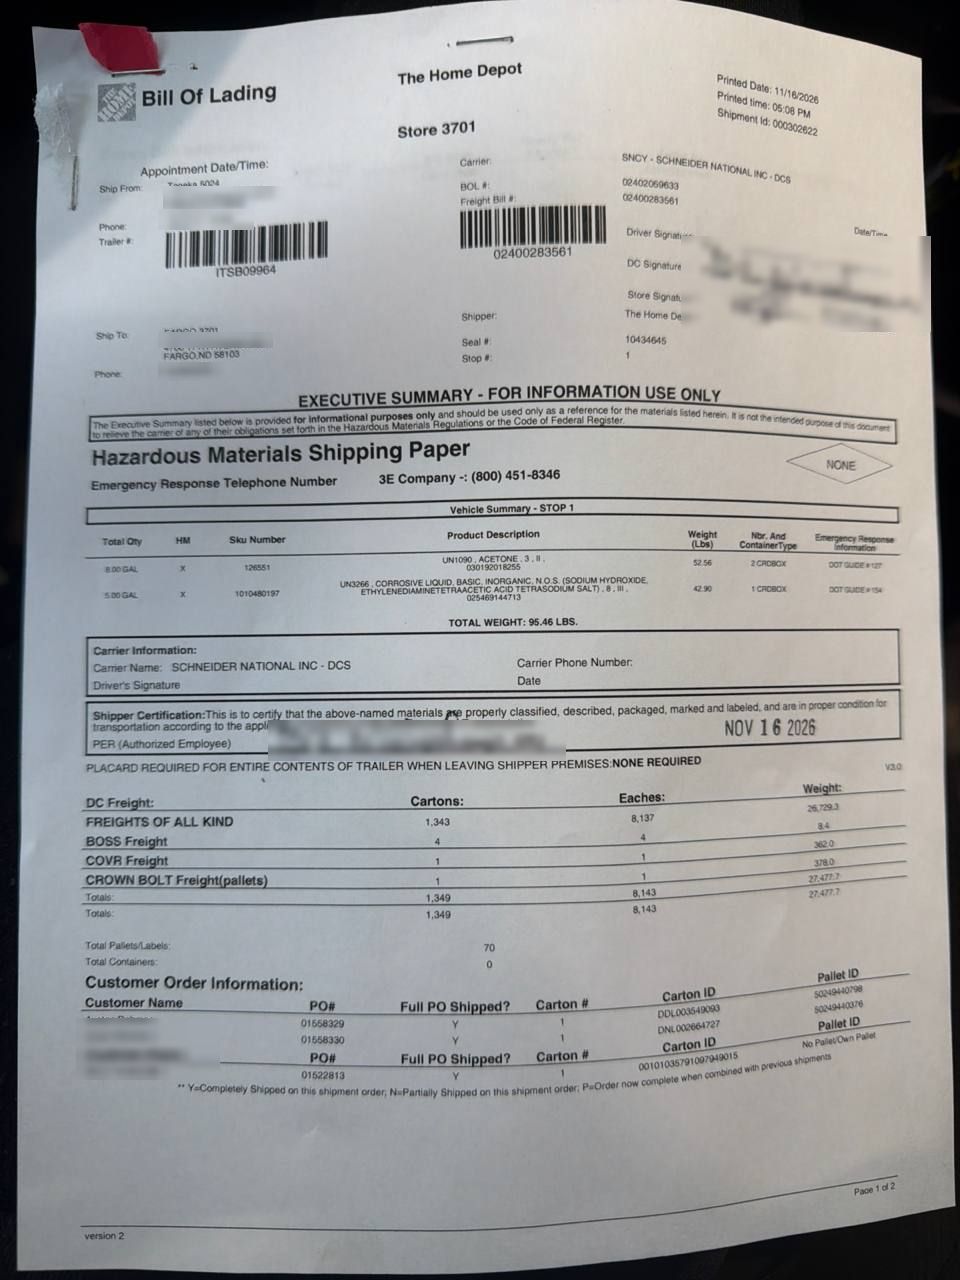 THE HOME DEPOT
Bill Of Lading
The Home Depot
Store 3701
Printed Date: 11/16/2026
Printed time: 05:08 PM
Shipment Id: 000302622
Appointment Date/Time:
Ship From:
Phone:
Trailer #:
ITSB09964
Ship To:
FARGO,ND 58103
Phone:
Carrier: SNCY - SCHNEIDER NATIONAL INC - DCS
BOL #: 02402059633
Freight Bill #: 02400283561
02400283561
Driver Signat
Date/Time
DC Signature
Store Signat
Shipper: The Home De
Seal #: 10434645
Stop #: 1
EXECUTIVE SUMMARY - FOR INFORMATION USE ONLY
The Executive Summary listed below is provided for informational purposes only and should be used only as a reference for the materials listed herein. It is not the intended purpose of this document
to relieve the carrier of any of their obligations set forth in the Hazardous Materials Regulations or the Code of Federal Register.
Hazardous Materials Shipping Paper
NONE
Emergency Response Telephone Number 3E Company -: (800) 451-8346
Vehicle Summary - STOP 1
Total Qty HM Sku Number Product Description Weight (Lbs) Nbr. And ContainerType Emergency Response Information
8.00 GAL X 126551 UN1090 , ACETONE , 3 , II , 52.56 2 CRDBOX DOT GUIDE #127
030192018255
5.00 GAL X 1010480197 UN3266 , CORROSIVE LIQUID, BASIC, INORGANIC, N.O.S. (SODIUM HYDROXIDE, 42.90 1 CRDBOX DOT GUIDE # 154
ETHYLENEDIAMINETETRAACETIC ACID TETRASODIUM SALT) , 8 , III ,
025469144713
TOTAL WEIGHT: 95.46 LBS.
Carrier Information:
Carrier Name: SCHNEIDER NATIONAL INC - DCS Carrier Phone Number:
Driver's Signature Date
Shipper Certification:This is to certify that the above-named materials are properly classified, described, packaged, marked and labeled, and are in proper condition for
transportation according to the appl
NOV 16 2026
PER (Authorized Employee)
PLACARD REQUIRED FOR ENTIRE CONTENTS OF TRAILER WHEN LEAVING SHIPPER PREMISES:NONE REQUIRED
V3.0
DC Freight: Cartons: Eaches: Weight:
FREIGHTS OF ALL KIND 1,343 8,137 26,729.3
BOSS Freight 4 4 8.4
COVR Freight 1 1 362.0
CROWN BOLT Freight(pallets) 1 1 378.0
Totals: 1,349 8,143 27,477.7
Totals: 1,349 8,143 27,477.7
Total Pallets/Labels: 70
Total Containers: 0
Customer Order Information:
Customer Name PO# Full PO Shipped? Carton # Carton ID Pallet ID
01558329 Y 1 DDL003549093 50249440798
01558330 Y 1 DNL002664727 50249440376
PO# Full PO Shipped? Carton # Carton ID Pallet ID
01522813 Y 1 00101035791097949015 No Pallet/Own Pallet
** Y=Completely Shipped on this shipment order; N=Partially Shipped on this shipment order; P=Order now complete when combined with previous shipments
Page 1 of 2
version 2